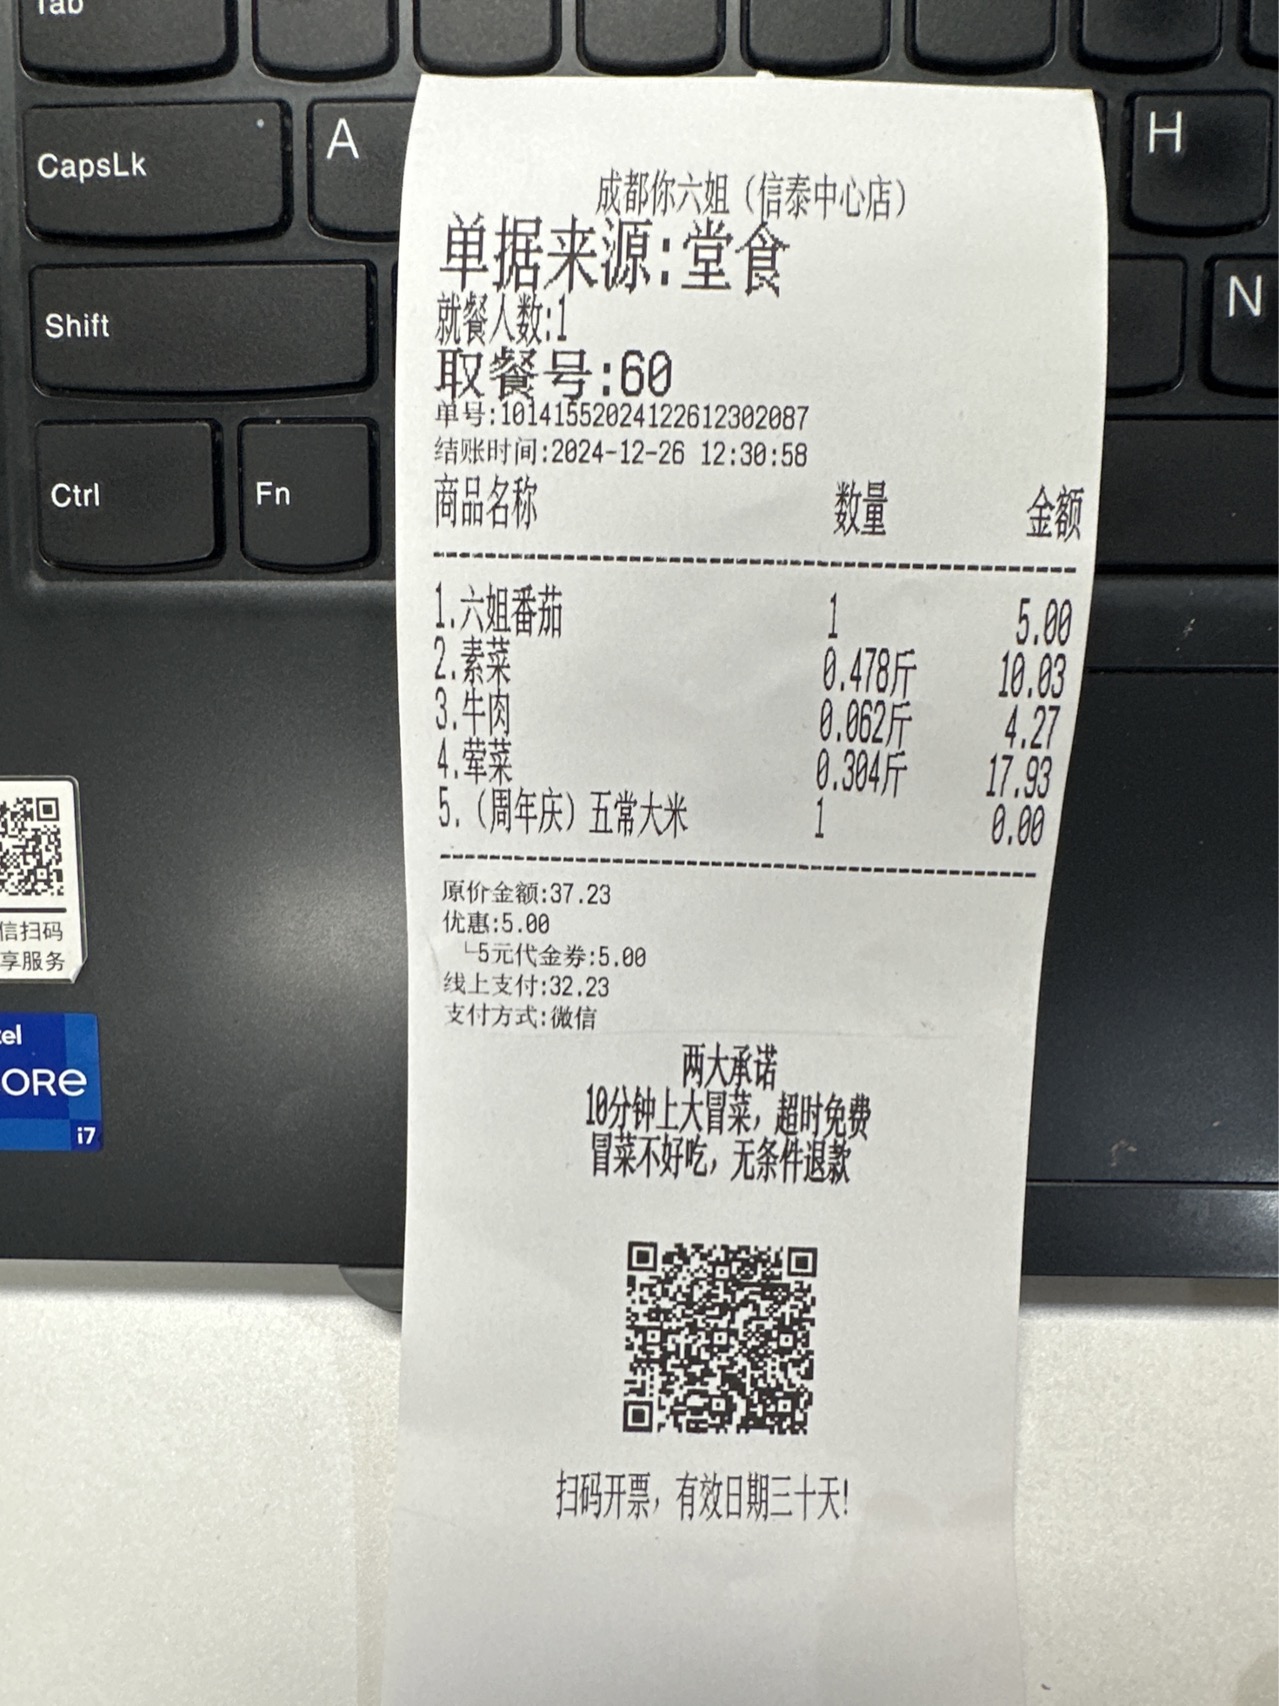 Tab
CapsLk
A
H
Shift
N
Ctrl
Fn
成都你六姐（信泰中心店）
单据来源:堂食
就餐人数:1
取餐号:60
单号:10141552024122612302087
结账时间:2024-12-26 12:30:58
商品名称 数量 金额
1.六姐番茄 1 5.00
2.素菜 0.478斤 10.03
3.牛肉 0.062斤 4.27
4.荤菜 0.304斤 17.93
5.（周年庆）五常大米 1 0.00
原价金额:37.23
优惠:5.00
└5元代金券:5.00
线上支付:32.23
支付方式:微信
两大承诺
10分钟上大冒菜，超时免费
冒菜不好吃，无条件退款
扫码开票，有效日期三十天!
信扫码
享服务
tel
ORe
i7